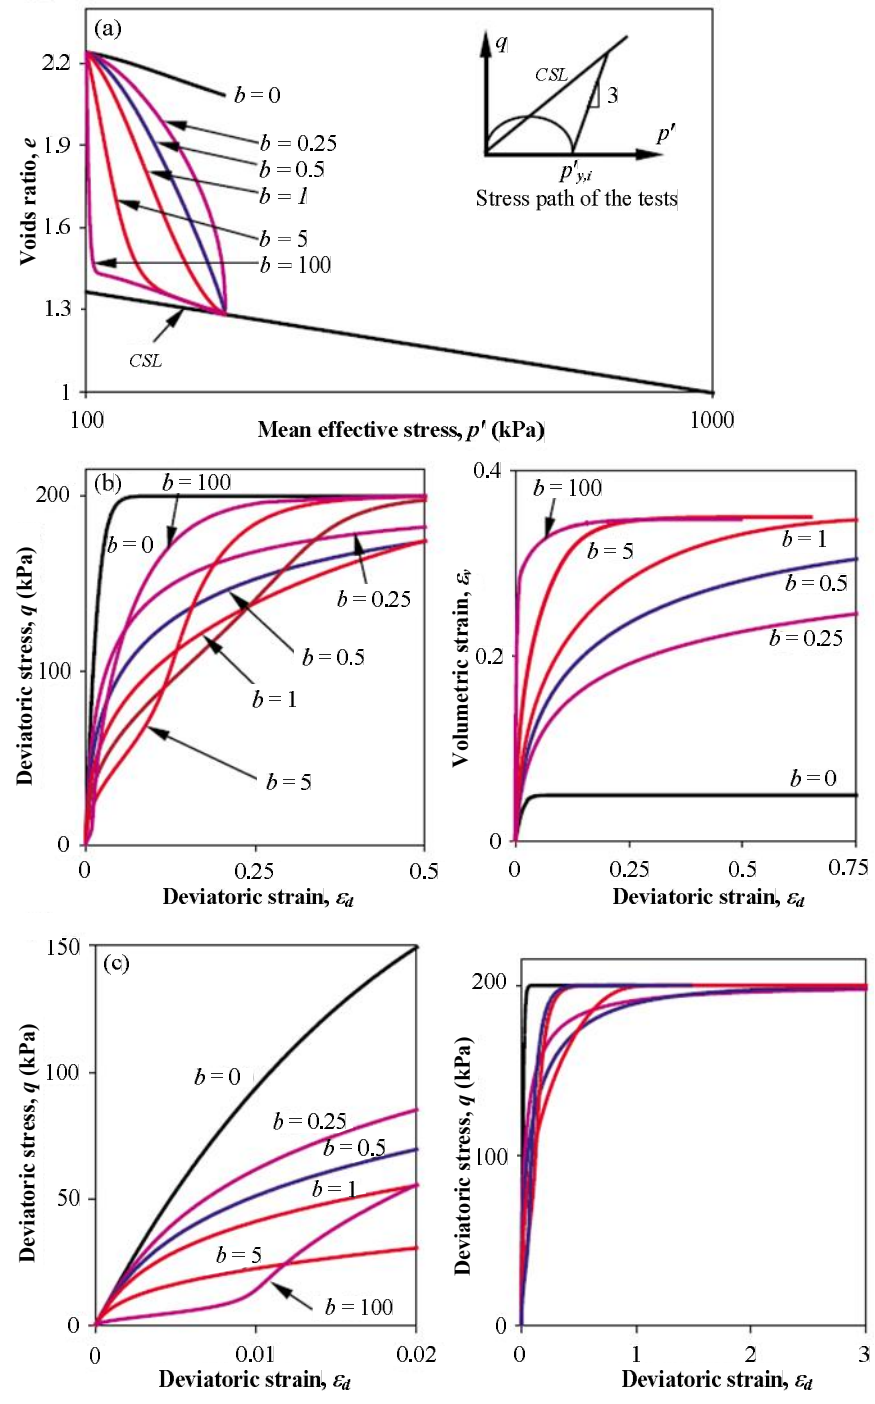 (a)
2.2
1.9
1.6
1.3
1
Voids ratio, e
b = 0
b = 0.25
b = 0.5
b = 1
b = 5
b = 100
CSL
q
CSL
3
p'
p'y,i
Stress path of the tests
100
1000
Mean effective stress, p' (kPa)
(b)
200
100
0
Deviatoric stress, q (kPa)
b = 100
b = 0
b = 0.25
b = 0.5
b = 1
b = 5
0
0.25
0.5
Deviatoric strain, εd
0.4
0.2
0
Volumetric strain, εv
b = 100
b = 5
b = 1
b = 0.5
b = 0.25
b = 0
0
0.25
0.5
0.75
Deviatoric strain, εd
(c)
150
100
50
0
Deviatoric stress, q (kPa)
b = 0
b = 0.25
b = 0.5
b = 1
b = 5
b = 100
0
0.01
0.02
Deviatoric strain, εd
200
100
0
Deviatoric stress, q (kPa)
0
1
2
3
Deviatoric strain, εd